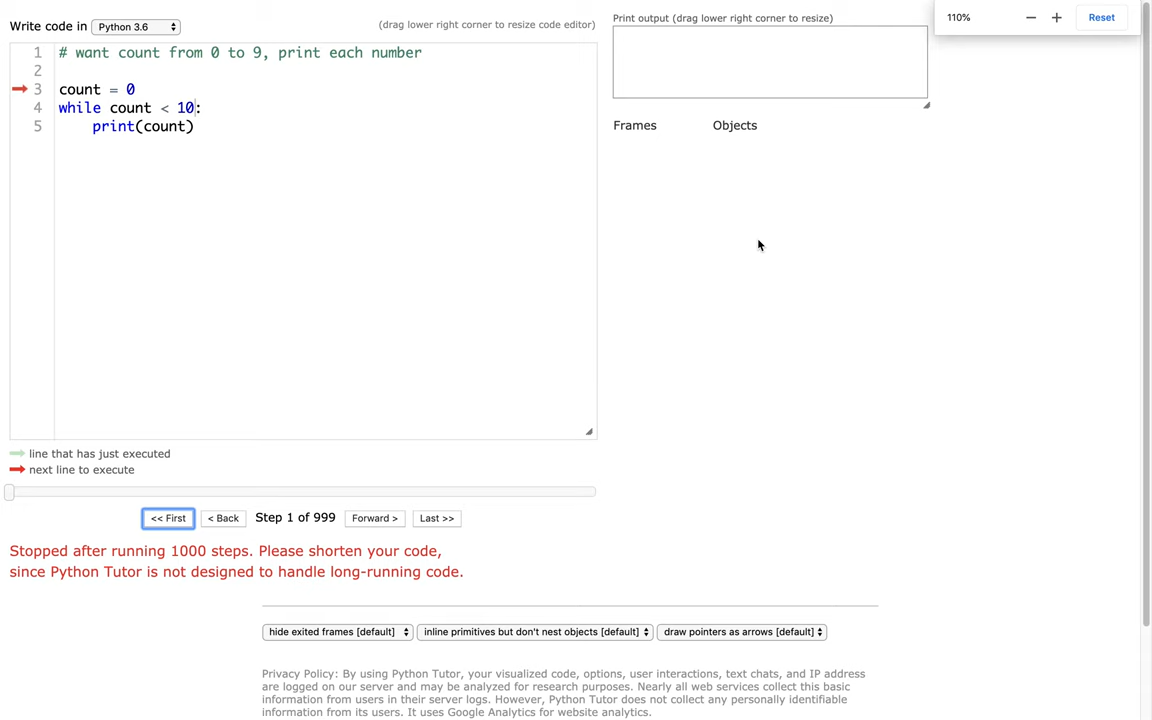 Write code in Python 3.6
(drag lower right corner to resize code editor)
1 # want count from 0 to 9, print each number
2
3 count = 0
4 while count < 10:
5     print(count)
line that has just executed
next line to execute
<< First < Back Step 1 of 999 Forward > Last >>
Stopped after running 1000 steps. Please shorten your code,
since Python Tutor is not designed to handle long-running code.
Print output (drag lower right corner to resize)
Frames Objects
110% − + Reset
hide exited frames [default] inline primitives but don't nest objects [default] draw pointers as arrows [default]
Privacy Policy: By using Python Tutor, your visualized code, options, user interactions, text chats, and IP address
are logged on our server and may be analyzed for research purposes. Nearly all web services collect this basic
information from users in their server logs. However, Python Tutor does not collect any personally identifiable
information from its users. It uses Google Analytics for website analytics.